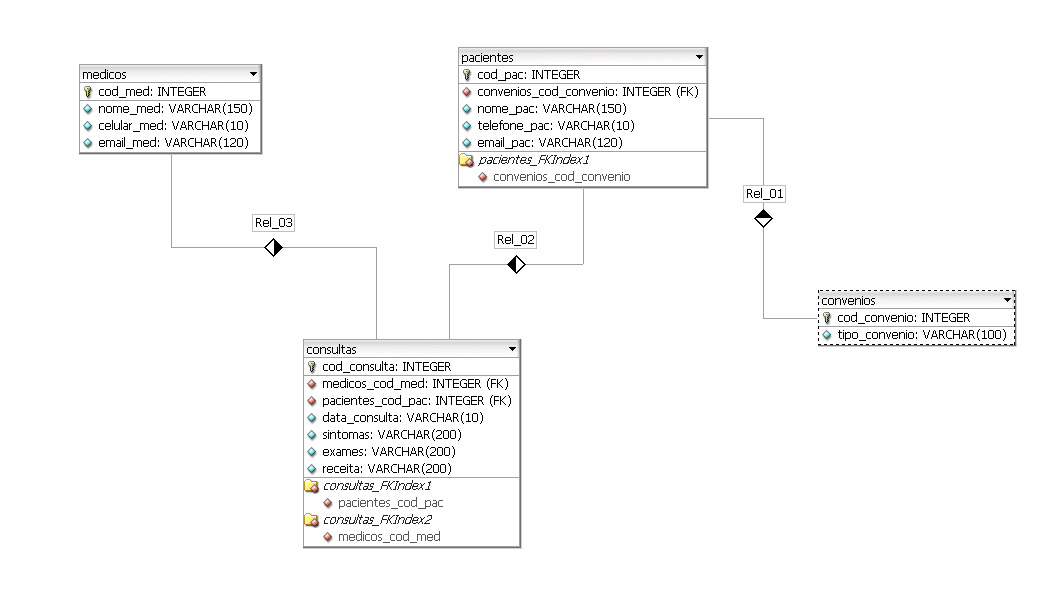 medicos
cod_med: INTEGER
nome_med: VARCHAR(150)
celular_med: VARCHAR(10)
email_med: VARCHAR(120)
pacientes
cod_pac: INTEGER
convenios_cod_convenio: INTEGER (FK)
nome_pac: VARCHAR(150)
telefone_pac: VARCHAR(10)
email_pac: VARCHAR(120)
pacientes_FKIndex1
convenios_cod_convenio
Rel_01
Rel_03
Rel_02
convenios
cod_convenio: INTEGER
tipo_convenio: VARCHAR(100)
consultas
cod_consulta: INTEGER
medicos_cod_med: INTEGER (FK)
pacientes_cod_pac: INTEGER (FK)
data_consulta: VARCHAR(10)
sintomas: VARCHAR(200)
exames: VARCHAR(200)
receita: VARCHAR(200)
consultas_FKIndex1
pacientes_cod_pac
consultas_FKIndex2
medicos_cod_med